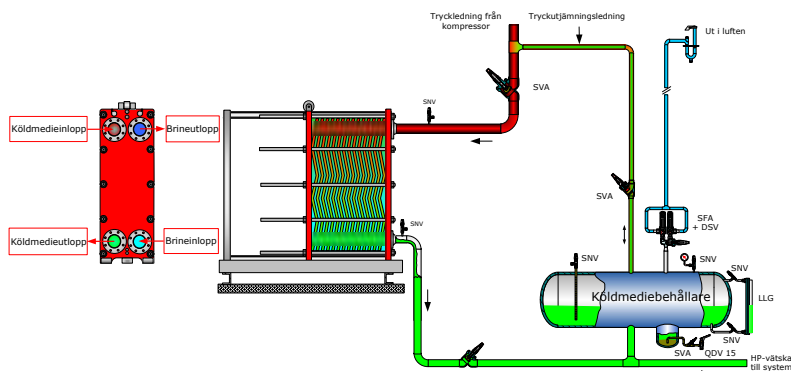 Tryckledning från
kompressor
Tryckutjämningsledning
Ut i luften
SVA
SNV
Köldmedieinlopp
Brineutlopp
SVA
SFA
+ DSV
SNV
Köldmedieutlopp
Brineinlopp
SNV
SNV
SNV
Köldmediebehållare
LLG
SNV
SVA
QDV 15
HP-vätska
till system